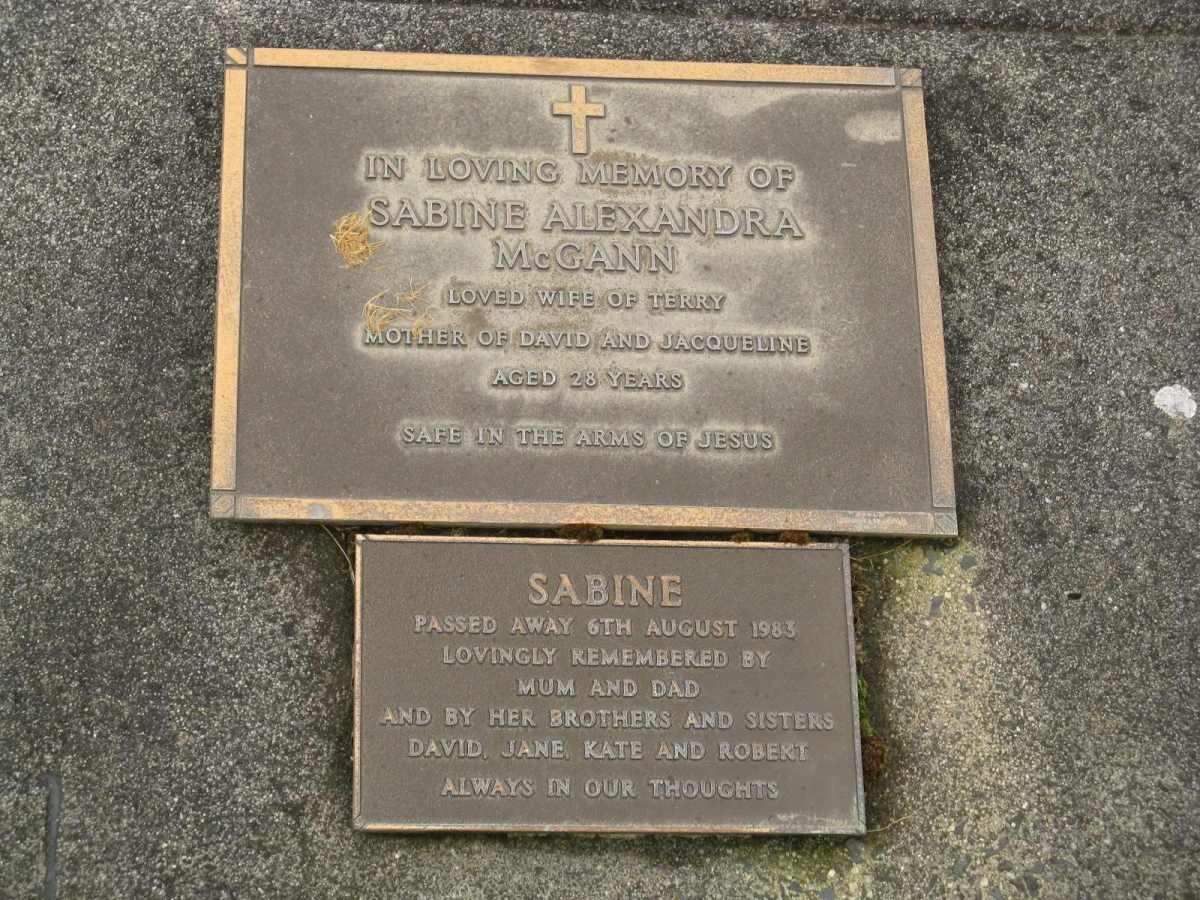 IN LOVING MEMORY OF
SABINE ALEXANDRA
McGANN
LOVED WIFE OF TERRY
MOTHER OF DAVID AND JACQUELINE
AGED 28 YEARS
SAFE IN THE ARMS OF JESUS
SABINE
PASSED AWAY 6TH AUGUST 1983
LOVINGLY REMEMBERED BY
MUM AND DAD
AND BY HER BROTHERS AND SISTERS
DAVID, JANE, KATE AND ROBERT
ALWAYS IN OUR THOUGHTS